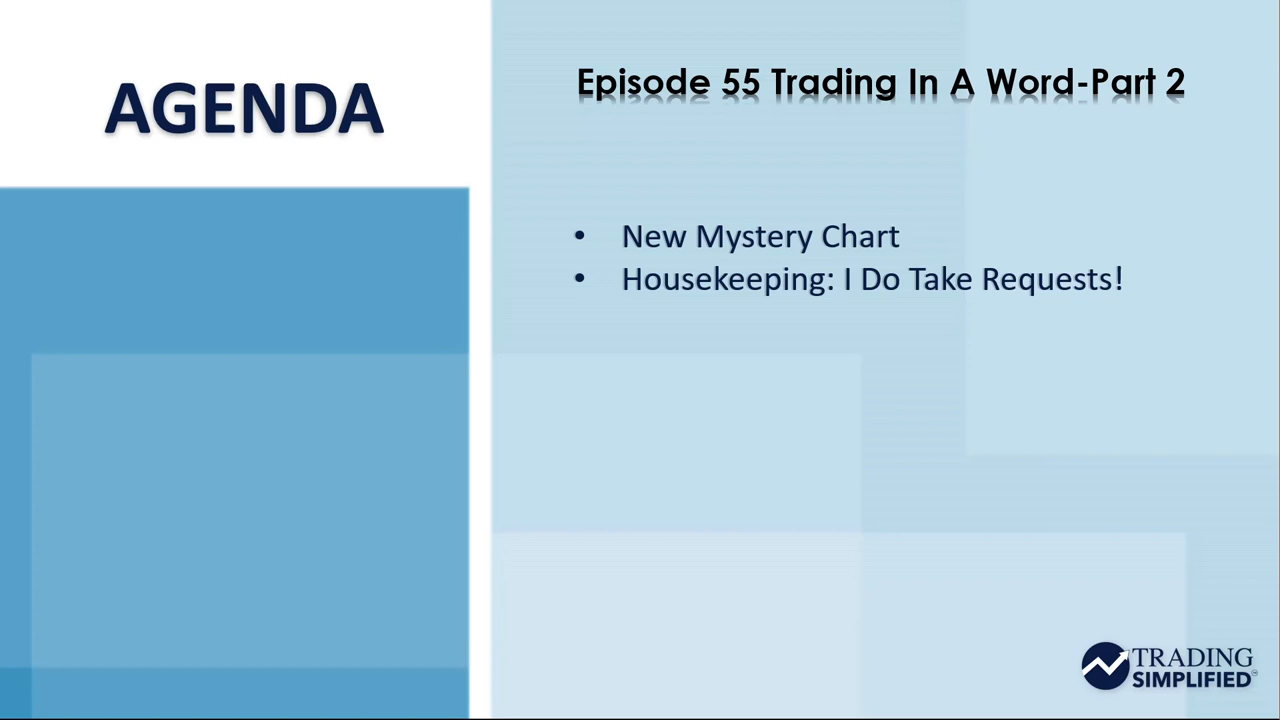 AGENDA
Episode 55 Trading In A Word-Part 2
• New Mystery Chart
• Housekeeping: I Do Take Requests!
TRADING
SIMPLIFIED